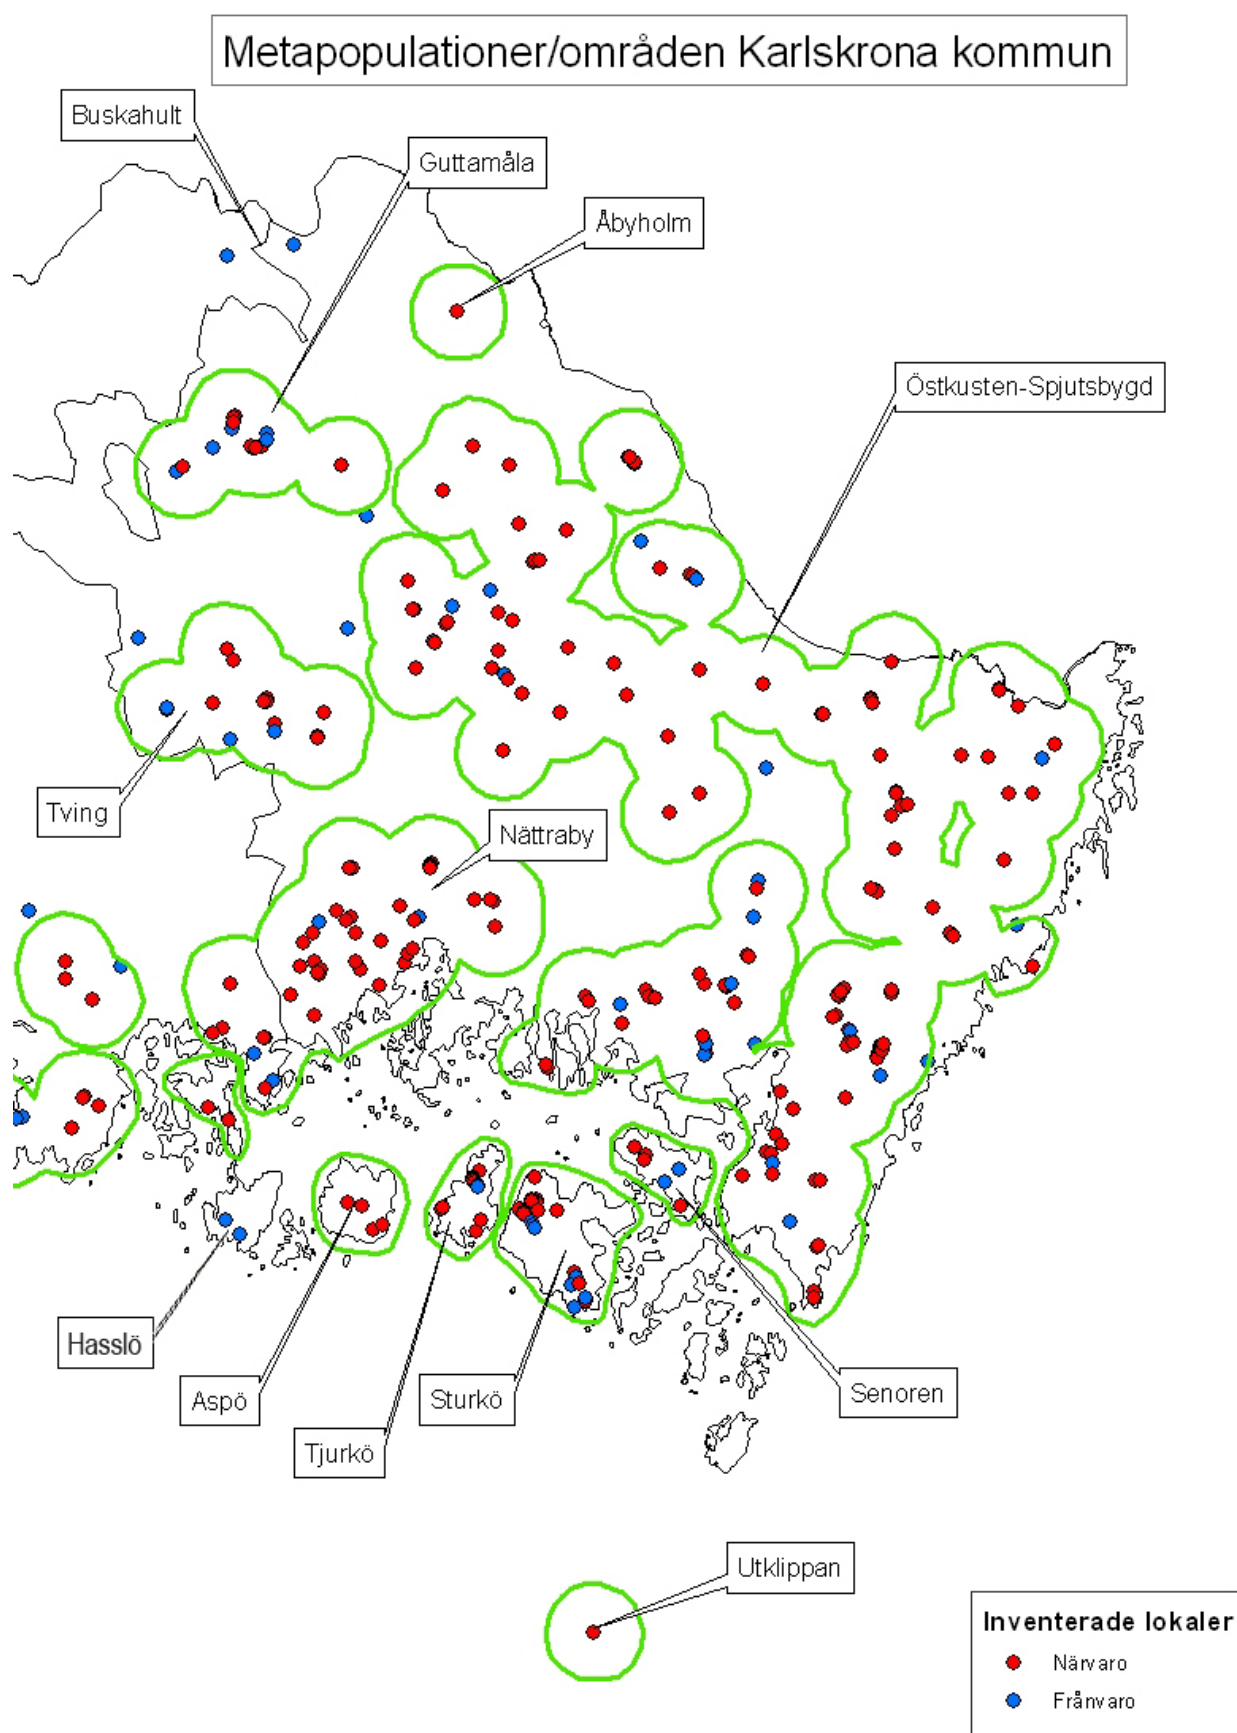 Metapopulationer/områden Karlskrona kommun
Buskahult
Guttamåla
Åbyholm
Östkusten-Spjutsbygd
Tving
Nättraby
Hasslö
Aspö
Tjurkö
Sturkö
Senoren
Utklippan
Inventerade lokaler
Närvaro
Frånvaro